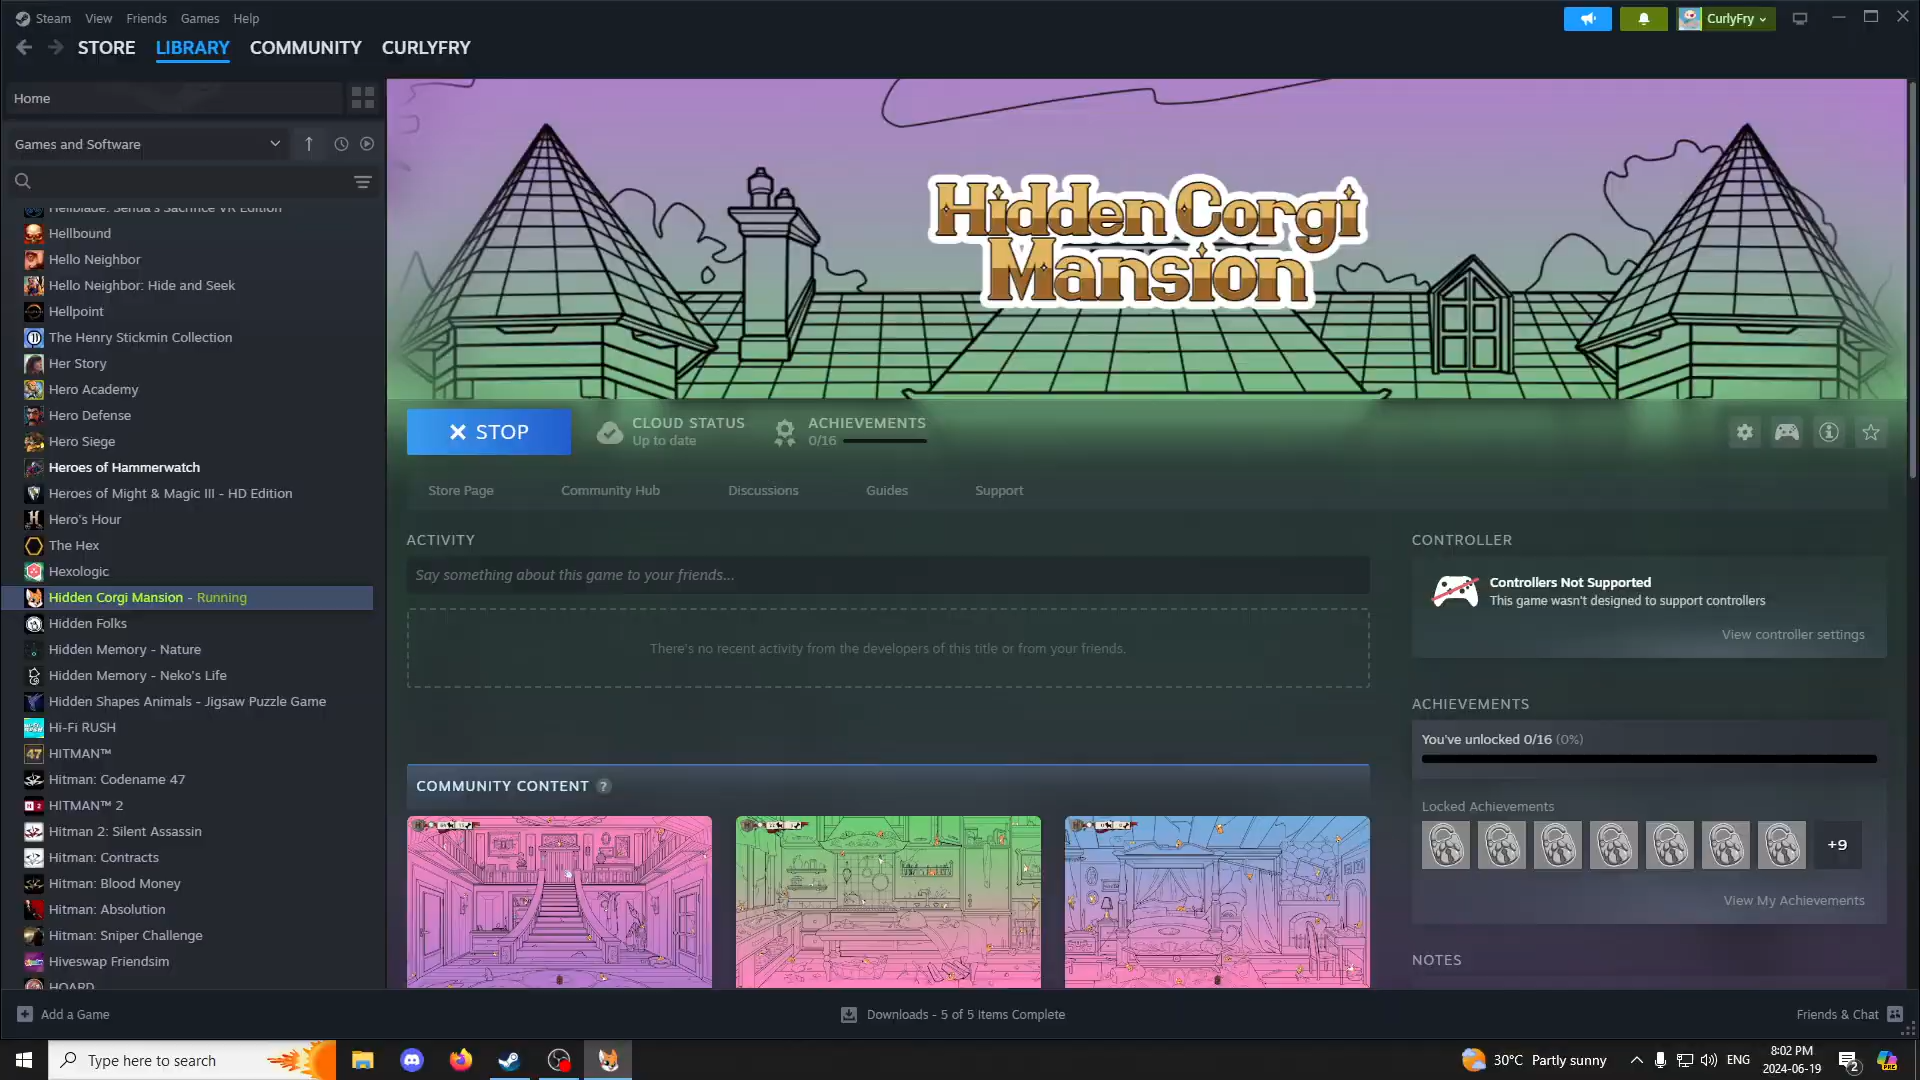 Steam View Friends Games Help
CurlyFry
STORE LIBRARY COMMUNITY CURLYFRY
Home
Games and Software
Hellblade: Senua's Sacrifice VR Edition
Hellbound
Hello Neighbor
Hello Neighbor: Hide and Seek
Hellpoint
The Henry Stickmin Collection
Her Story
Hero Academy
Hero Defense
Hero Siege
Heroes of Hammerwatch
Heroes of Might & Magic III - HD Edition
Hero's Hour
The Hex
Hexologic
Hidden Corgi Mansion - Running
Hidden Folks
Hidden Memory - Nature
Hidden Memory - Neko's Life
Hidden Shapes Animals - Jigsaw Puzzle Game
Hi-Fi RUSH
HITMAN™
Hitman: Codename 47
HITMAN™ 2
Hitman 2: Silent Assassin
Hitman: Contracts
Hitman: Blood Money
Hitman: Absolution
Hitman: Sniper Challenge
Hiveswap Friendsim
HOARD
Hidden Corgi
Mansion
STOP
CLOUD STATUS
Up to date
ACHIEVEMENTS
0/16
Store Page Community Hub Discussions Guides Support
ACTIVITY
Say something about this game to your friends...
There's no recent activity from the developers of this title or from your friends.
COMMUNITY CONTENT ?
CONTROLLER
Controllers Not Supported
This game wasn't designed to support controllers
View controller settings
ACHIEVEMENTS
You've unlocked 0/16 (0%)
Locked Achievements
+9
View My Achievements
NOTES
Add a Game
Downloads - 5 of 5 Items Complete
Friends & Chat
Type here to search
30°C Partly sunny
ENG
8:02 PM
2024-06-19
2